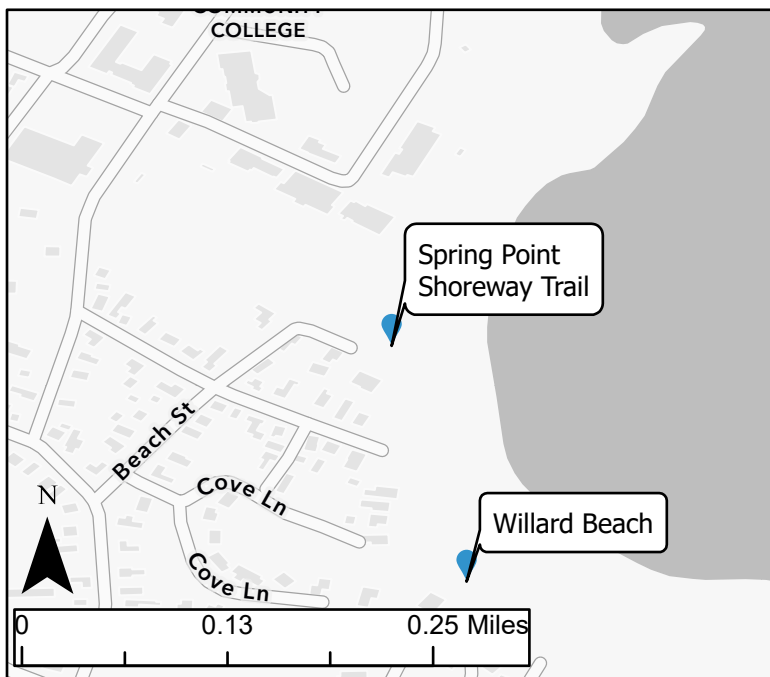 COLLEGE
Spring Point
Shoreway Trail
Beach St
Cove Ln
N
Willard Beach
Cove Ln
0 0.13 0.25 Miles